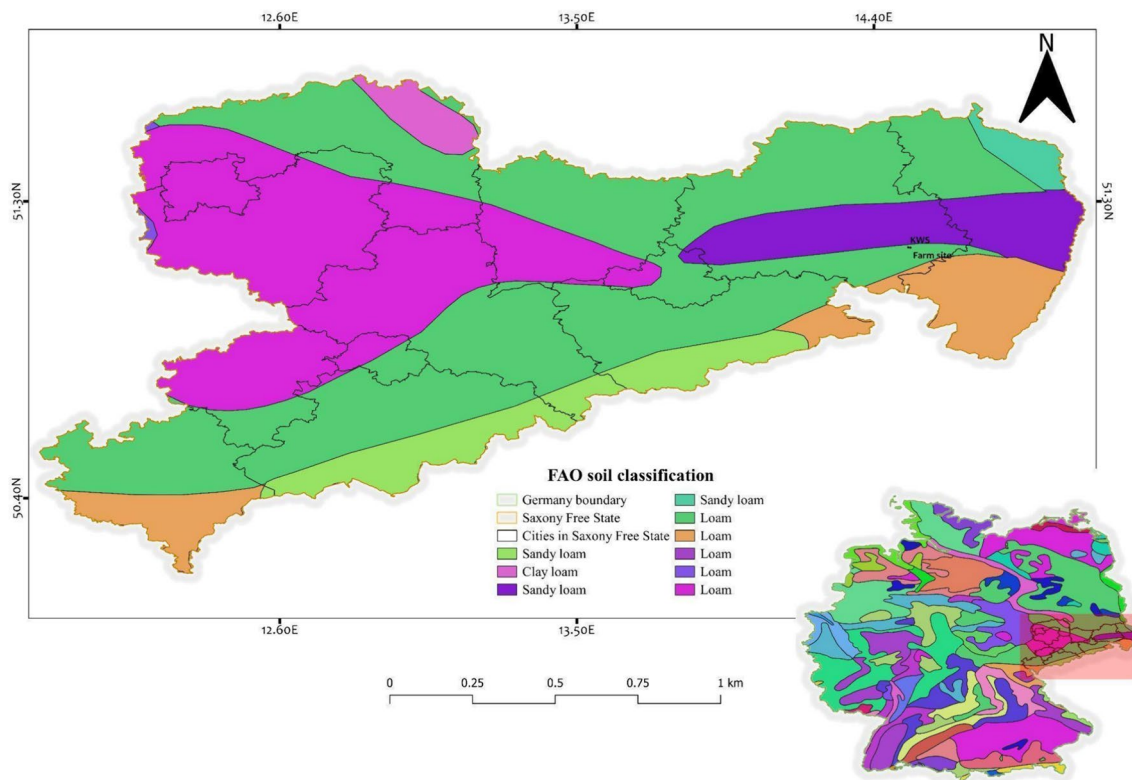 12.60E 13.50E 14.40E
N
51.30N 51.30N
KWS
Farm site
50.40N
FAO soil classification
Germany boundary
Saxony Free State
Cities in Saxony Free State
Sandy loam
Clay loam
Sandy loam
Sandy loam
Loam
Loam
Loam
Loam
Loam
12.60E 13.50E
0 0.25 0.5 0.75 1 km